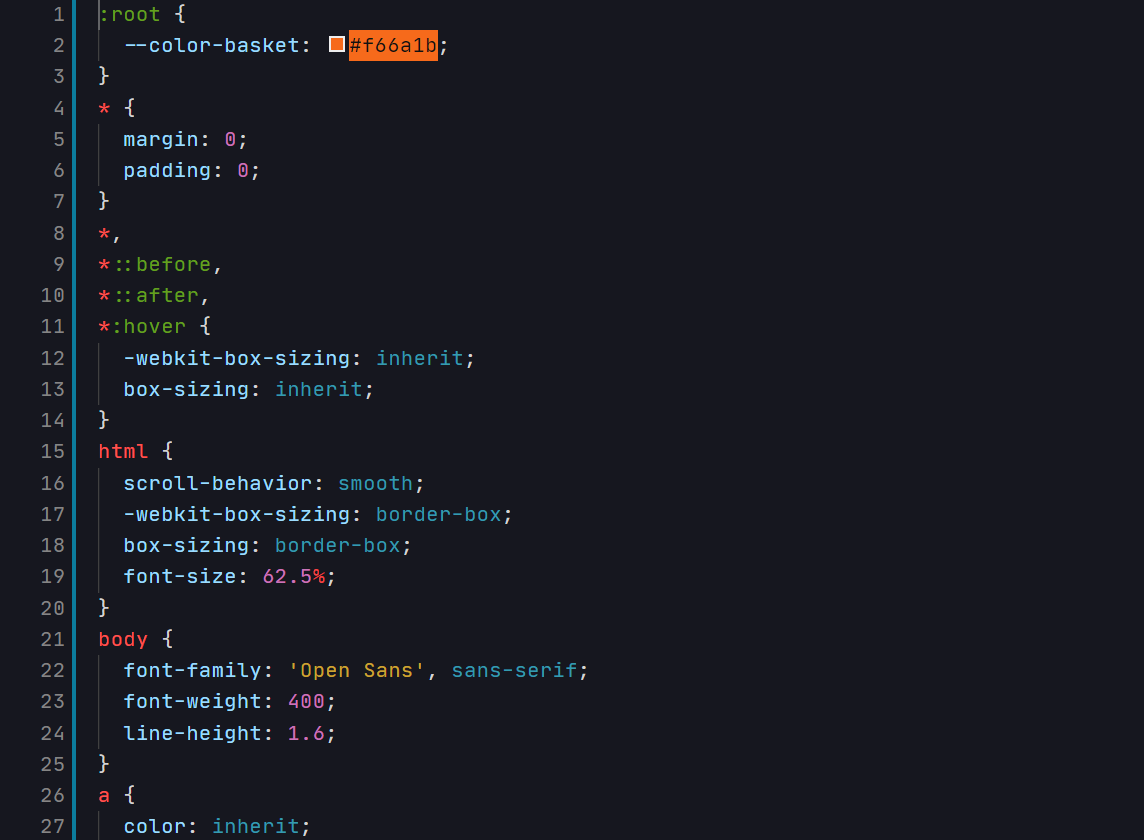 1 :root {
2 --color-basket: #f66a1b;
3 }
4 * {
5 margin: 0;
6 padding: 0;
7 }
8 *,
9 *::before,
10 *::after,
11 *:hover {
12 -webkit-box-sizing: inherit;
13 box-sizing: inherit;
14 }
15 html {
16 scroll-behavior: smooth;
17 -webkit-box-sizing: border-box;
18 box-sizing: border-box;
19 font-size: 62.5%;
20 }
21 body {
22 font-family: 'Open Sans', sans-serif;
23 font-weight: 400;
24 line-height: 1.6;
25 }
26 a {
27 color: inherit;